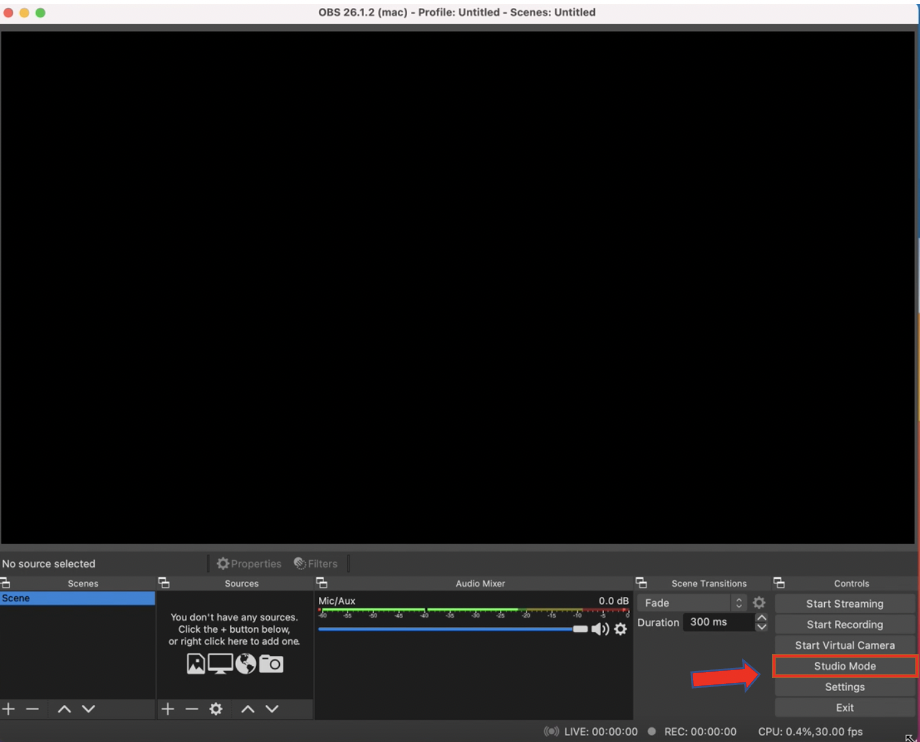 OBS 26.1.2 (mac) - Profile: Untitled - Scenes: Untitled
No source selected
Properties
Filters
Scenes
Sources
Audio Mixer
Scene Transitions
Controls
Scene
You don't have any sources.
Click the + button below,
or right click here to add one.
Mic/Aux
0.0 dB
-60 -55 -50 -45 -40 -35 -30 -25 -20 -15 -10 -5 0
Fade
Duration 300 ms
Start Streaming
Start Recording
Start Virtual Camera
Studio Mode
Settings
Exit
LIVE: 00:00:00
REC: 00:00:00
CPU: 0.4%,30.00 fps